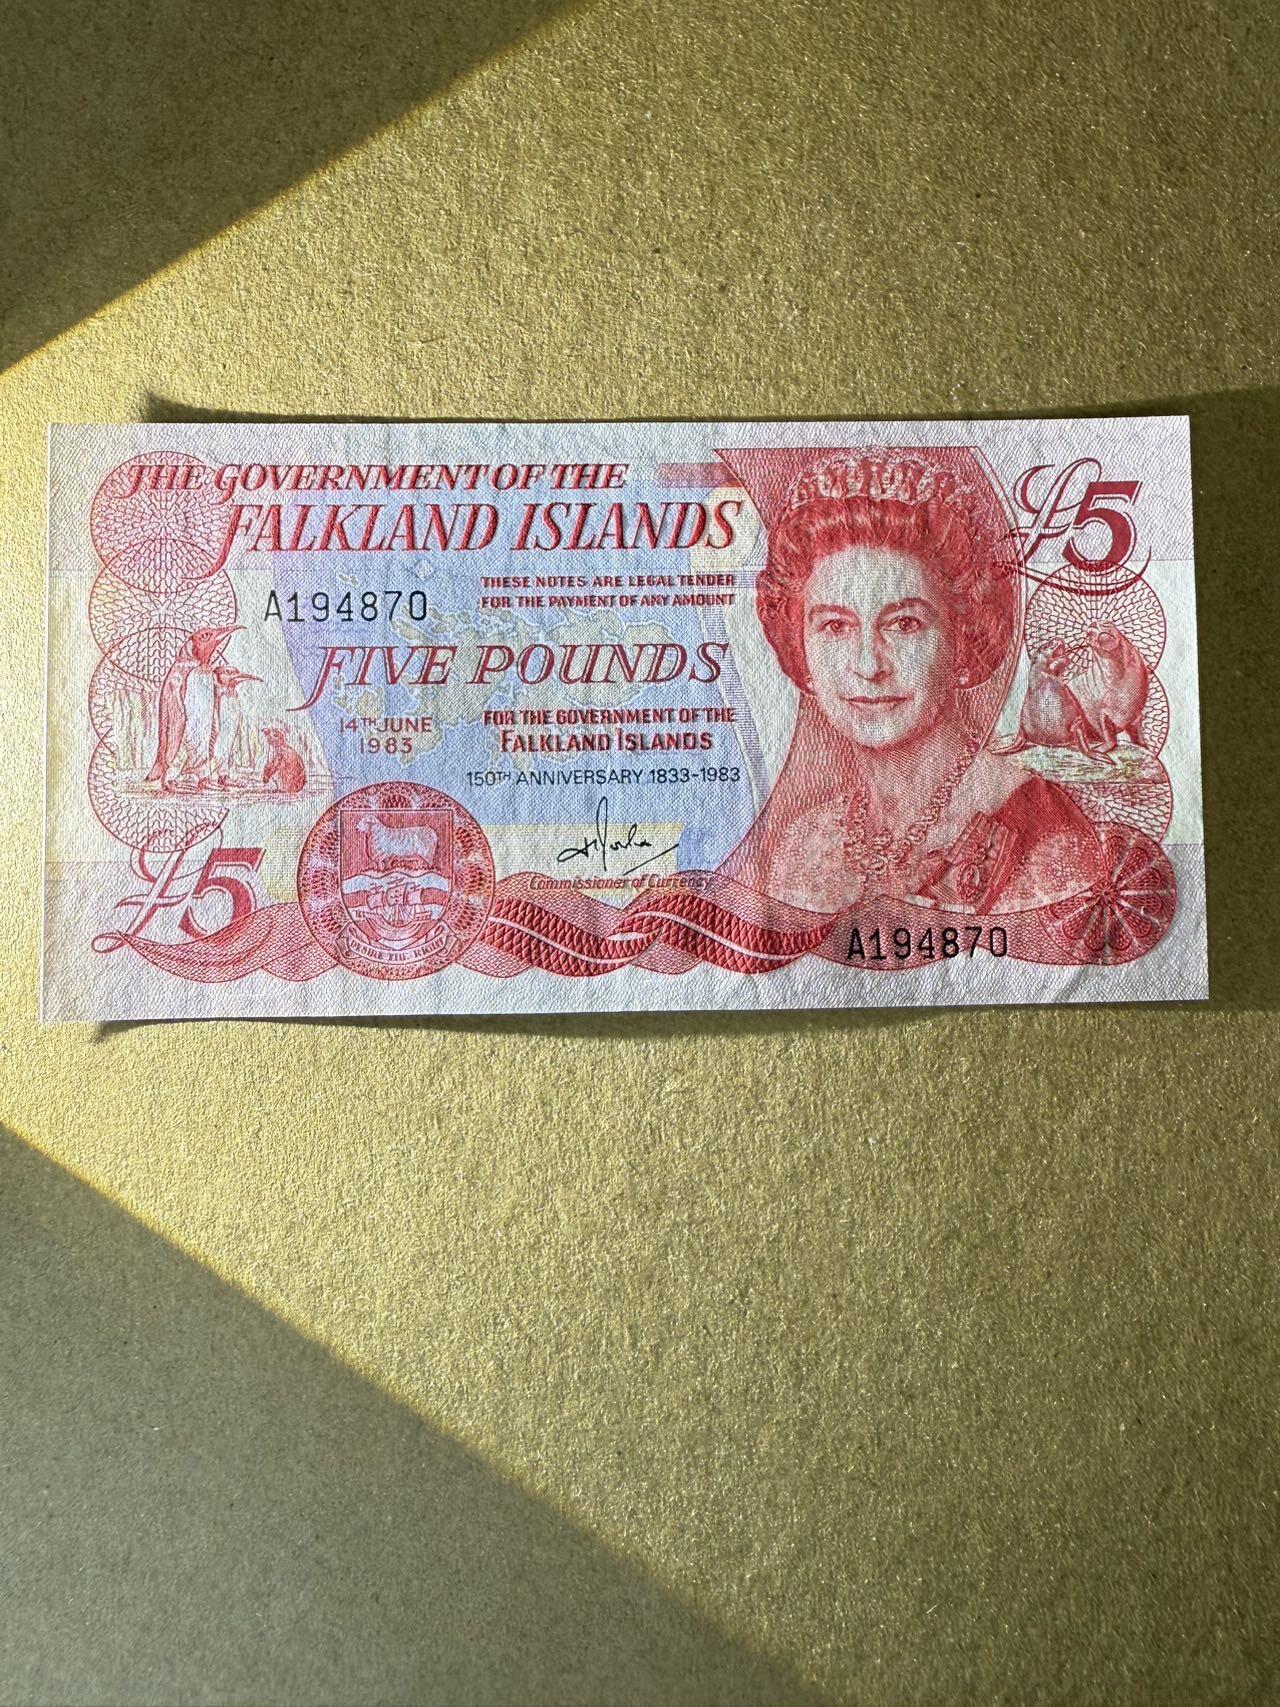 THE GOVERNMENT OF THE
FALKLAND ISLANDS
£5
THESE NOTES ARE LEGAL TENDER
FOR THE PAYMENT OF ANY AMOUNT
A194870
FIVE POUNDS
14TH JUNE
1983
FOR THE GOVERNMENT OF THE
FALKLAND ISLANDS
150TH ANNIVERSARY 1833-1983
Commissioner of Currency
£5
DESIRE THE RIGHT
A194870